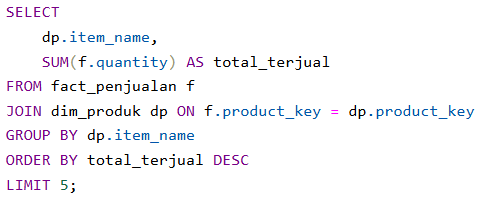 SELECT
    dp.item_name,
    SUM(f.quantity) AS total_terjual
FROM fact_penjualan f
JOIN dim_produk dp ON f.product_key = dp.product_key
GROUP BY dp.item_name
ORDER BY total_terjual DESC
LIMIT 5;